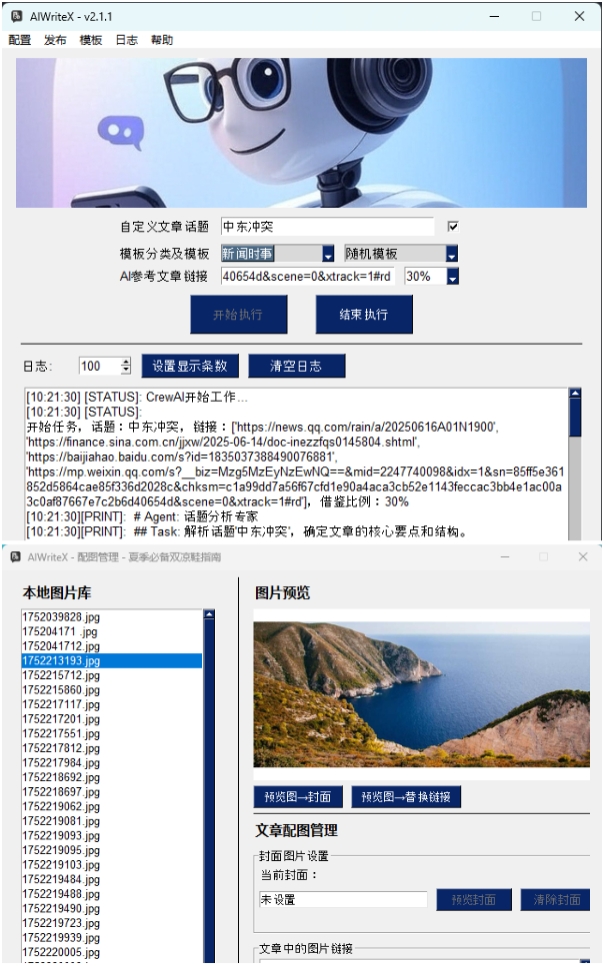 AIWriteX - v2.1.1
配置 发布 模板 日志 帮助
自定义文章话题 中东冲突
模板分类及模板 新闻时事 随机模板
AI参考文章链接 40654d&scene=0&xtrack=1#rd 30%
开始执行 结束执行
日志: 100 设置显示条数 清空日志
[10:21:30] [STATUS]: CrewAI开始工作...
[10:21:30] [STATUS]:
开始任务，话题：中东冲突，链接：['https://news.qq.com/rain/a/20250616A01N1900',
'https://finance.sina.com.cn/jjxw/2025-06-14/doc-inezzfqs0145804.shtml',
'https://baijiahao.baidu.com/s?id=1835037388490076881',
'https://mp.weixin.qq.com/s?__biz=Mzg5MzEyNzEwNQ==&mid=2247740098&idx=1&sn=85ff5e361
852d5864cae85f336d2028c&chksm=c1a99dd7a56f67cfd1e90a4aca3cb52e1143feccac3bb4e1ac00a
3c0af87667e7c2b6d40654d&scene=0&xtrack=1#rd']，借鉴比例：30%
[10:21:30][PRINT]: # Agent: 话题分析专家
[10:21:30][PRINT]: ## Task: 解析话题'中东冲突'，确定文章的核心要点和结构。
AIWriteX - 配图管理 - 夏季必备双凉鞋指南
本地图片库
1752039828.jpg
175204171 .jpg
1752041712.jpg
1752213193.jpg
1752215712.jpg
1752215860.jpg
1752217117.jpg
1752217201.jpg
1752217551.jpg
1752217812.jpg
1752217984.jpg
1752218692.jpg
1752218697.jpg
1752219062.jpg
1752219081.jpg
1752219093.jpg
1752219095.jpg
1752219103.jpg
1752219484.jpg
1752219488.jpg
1752219490.jpg
1752219723.jpg
1752219939.jpg
1752220005.jpg
图片预览
预览图→封面 预览图→替换链接
文章配图管理
封面图片设置
当前封面：
未设置 预览封面 清除封面
文章中的图片链接